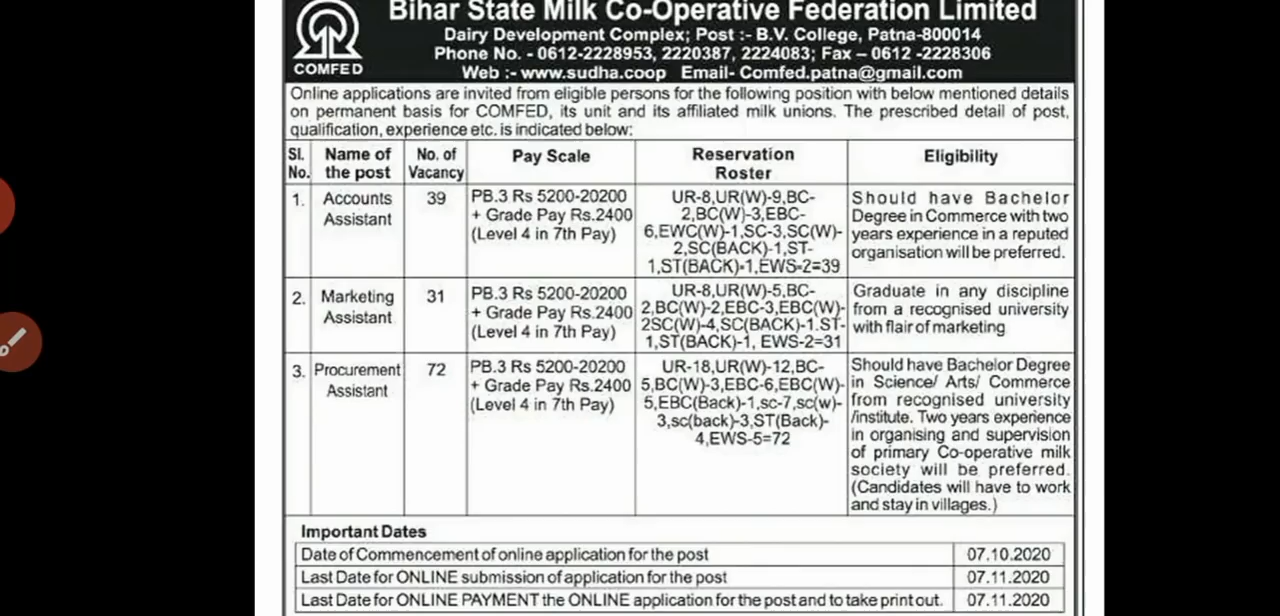 Bihar State Milk Co-Operative Federation Limited
Dairy Development Complex; Post :- B.V. College, Patna-800014
Phone No. - 0612-2228953, 2220387, 2224083; Fax – 0612 -2228306
COMFED
Web :- www.sudha.coop Email- Comfed.patna@gmail.com
Online applications are invited from eligible persons for the following position with below mentioned details
on permanent basis for COMFED, its unit and its affiliated milk unions. The prescribed detail of post,
qualification, experience etc. is indicated below:
Sl. No.
Name of the post
No. of Vacancy
Pay Scale
Reservation Roster
Eligibility
1.
Accounts
Assistant
39
PB.3 Rs 5200-20200
+ Grade Pay Rs.2400
(Level 4 in 7th Pay)
UR-8,UR(W)-9,BC-
2,BC(W)-3,EBC-
6,EWC(W)-1,SC-3,SC(W)-
2,SC(BACK)-1,ST-
1,ST(BACK)-1,EWS-2=39
Should have Bachelor
Degree in Commerce with two
years experience in a reputed
organisation will be preferred.
2.
Marketing
Assistant
31
PB.3 Rs 5200-20200
+ Grade Pay Rs.2400
(Level 4 in 7th Pay)
UR-8,UR(W)-5,BC-
2,BC(W)-2,EBC-3,EBC(W)-
2SC(W)-4,SC(BACK)-1.ST-
1,ST(BACK)-1, EWS-2=31
Graduate in any discipline
from a recognised university
with flair of marketing
3.
Procurement
Assistant
72
PB.3 Rs 5200-20200
+ Grade Pay Rs.2400
(Level 4 in 7th Pay)
UR-18,UR(W)-12,BC-
5,BC(W)-3,EBC-6,EBC(W)-
5,EBC(Back)-1,sc-7,sc(w)-
3,sc(back)-3,ST(Back)-
4,EWS-5=72
Should have Bachelor Degree
in Science/ Arts/ Commerce
from recognised university
/institute. Two years experience
in organising and supervision
of primary Co-operative milk
society will be preferred.
(Candidates will have to work
and stay in villages.)
Important Dates
Date of Commencement of online application for the post 07.10.2020
Last Date for ONLINE submission of application for the post 07.11.2020
Last Date for ONLINE PAYMENT the ONLINE application for the post and to take print out. 07.11.2020